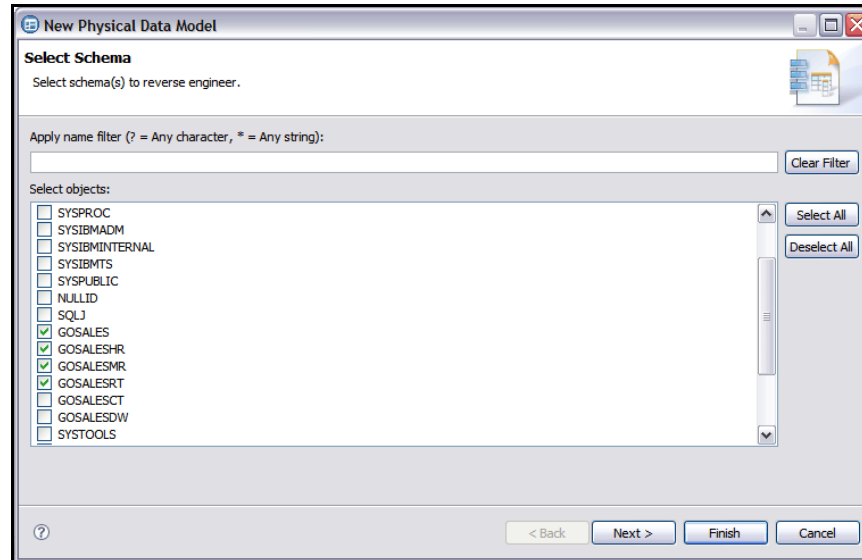 New Physical Data Model
Select Schema
Select schema(s) to reverse engineer.
Apply name filter (? = Any character, * = Any string):
Clear Filter
Select objects:
SYSPROC
SYSIBMADM
SYSIBMINTERNAL
SYSIBMTS
SYSPUBLIC
NULLID
SQLJ
GOSALES
GOSALESHR
GOSALESMR
GOSALESRT
GOSALESCT
GOSALESDW
SYSTOOLS
Select All
Deselect All
?
< Back
Next >
Finish
Cancel